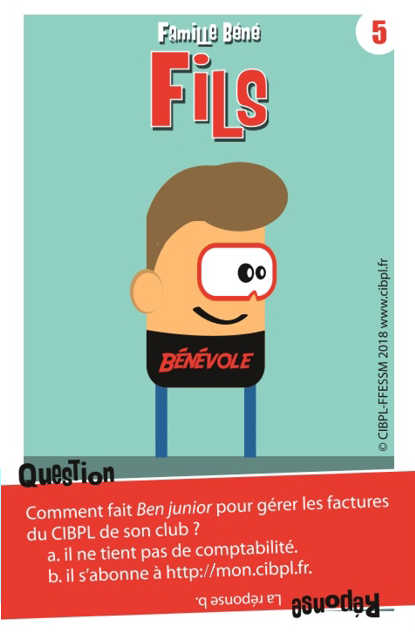 Famille Béné
5
Fils
BÉNÉVOLE
© CIBPL-FFESSM 2018 www.cibpl.fr
Question
Comment fait Ben junior pour gérer les factures
du CIBPL de son club ?
a. il ne tient pas de comptabilité.
b. il s'abonne à http://mon.cibpl.fr.
Réponse
La réponse b.